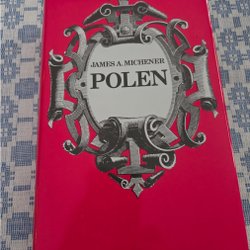 JAMES A. MICHENER
POLEN